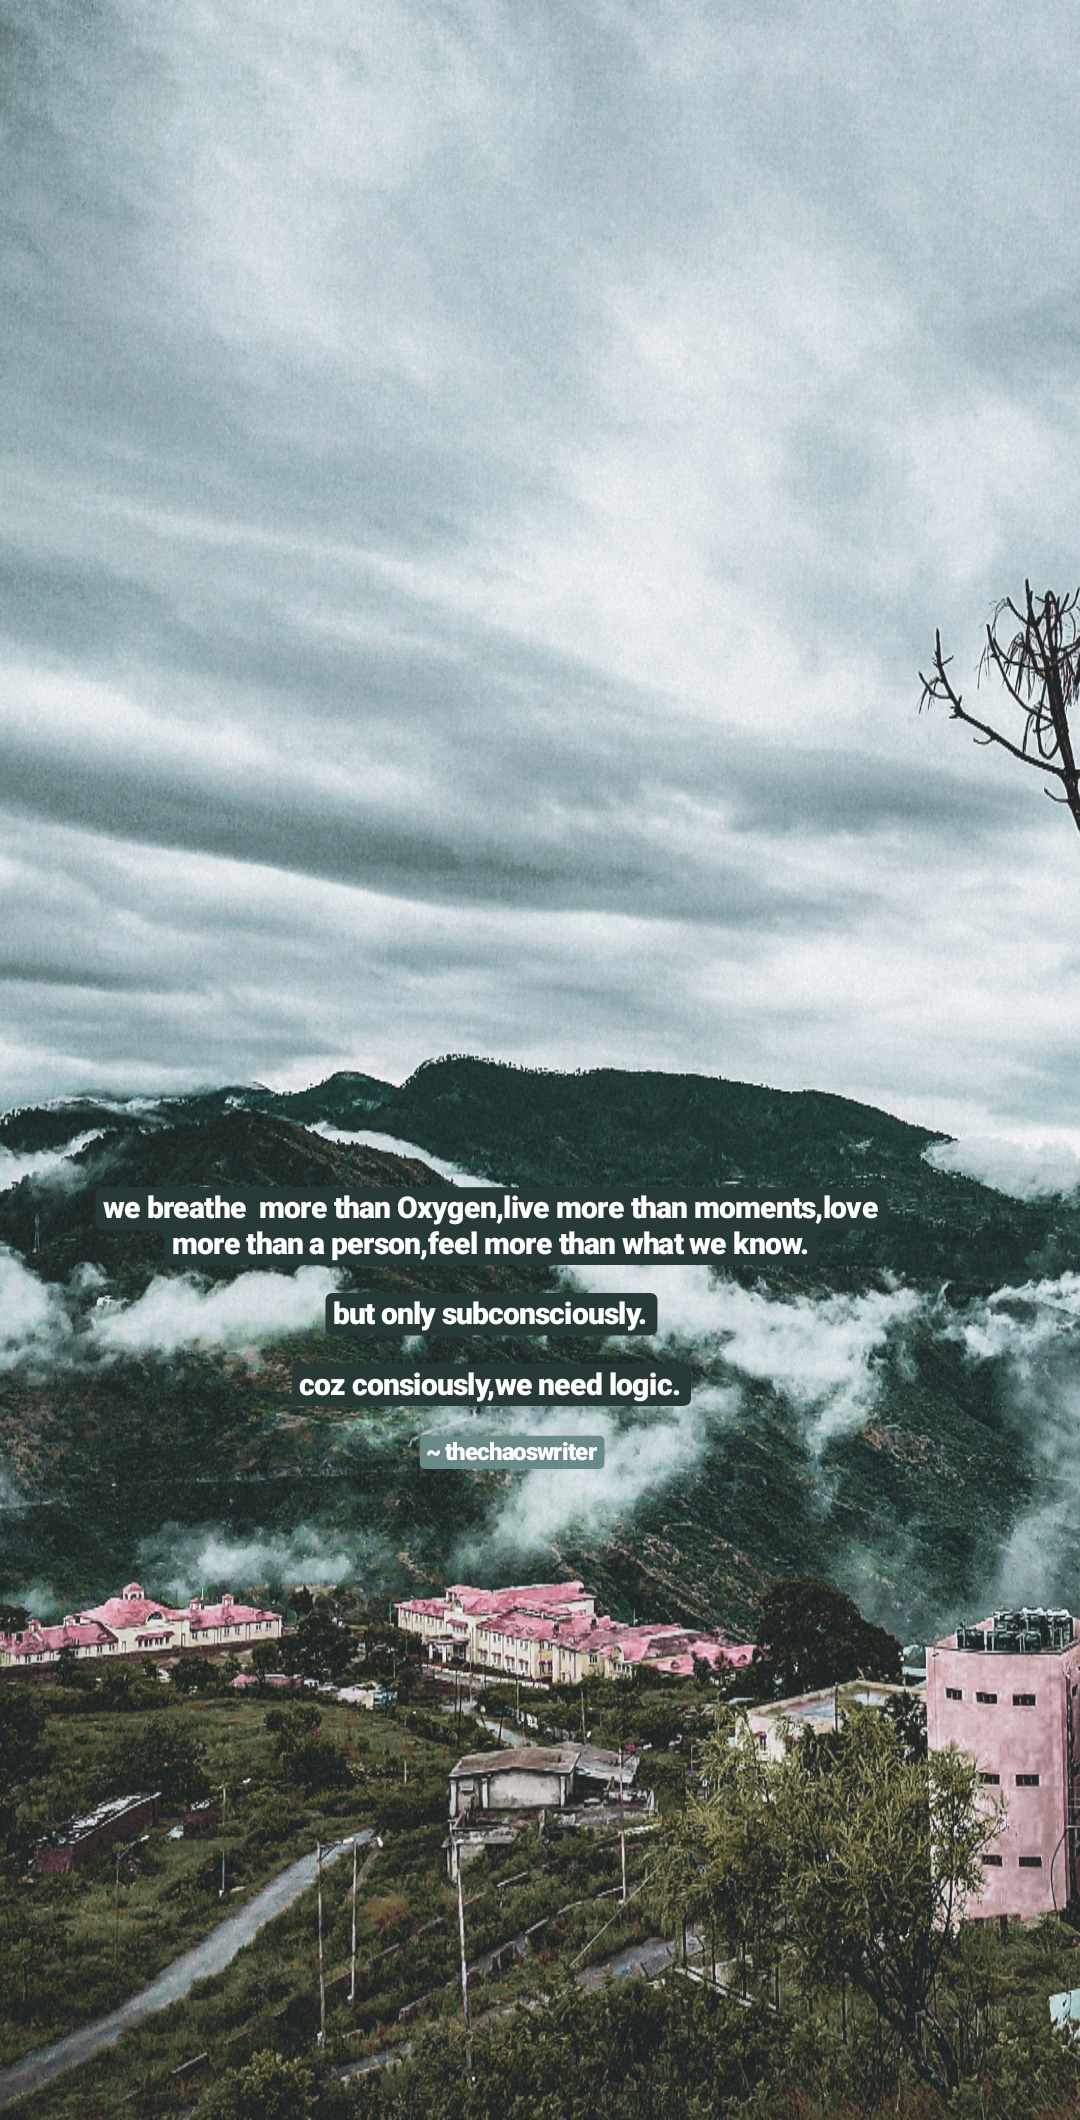 we breathe  more than Oxygen,live more than moments,love
more than a person,feel more than what we know.
but only subconsciously.
coz consiously,we need logic.
~ thechaoswriter